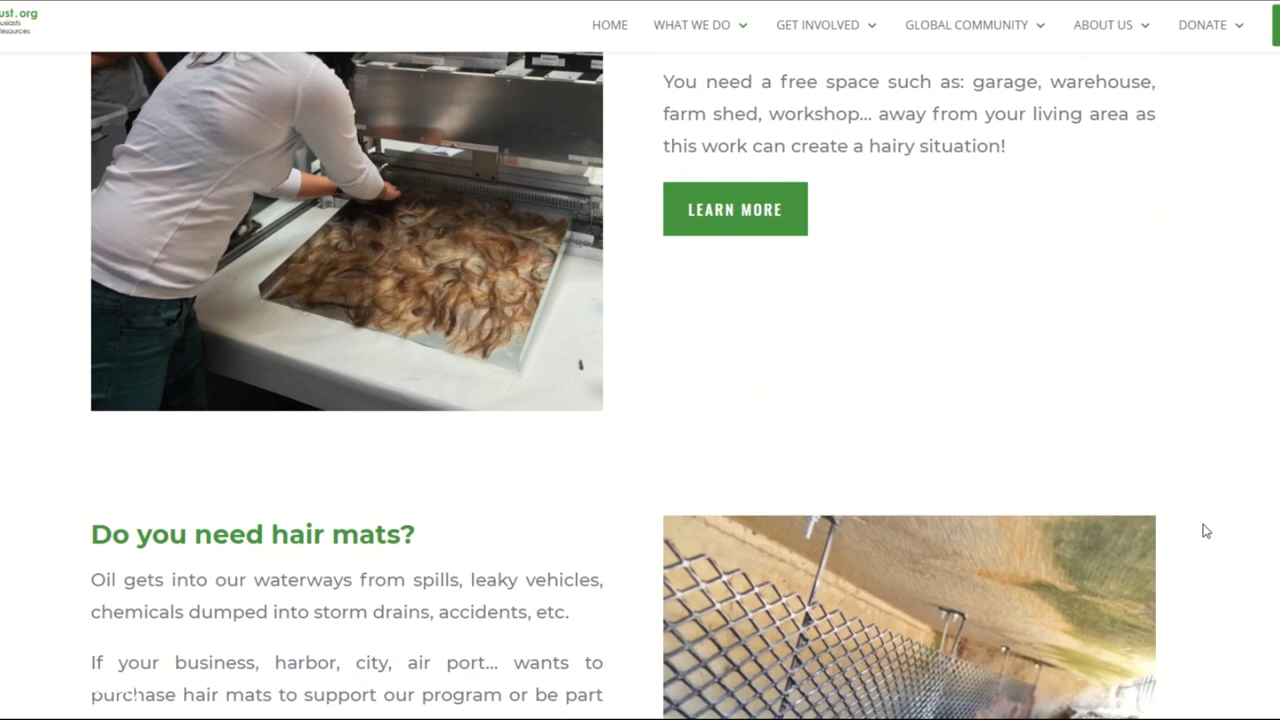 ust.org
HOME WHAT WE DO GET INVOLVED GLOBAL COMMUNITY ABOUT US DONATE
You need a free space such as: garage, warehouse,
farm shed, workshop... away from your living area as
this work can create a hairy situation!
LEARN MORE
Do you need hair mats?
Oil gets into our waterways from spills, leaky vehicles,
chemicals dumped into storm drains, accidents, etc.
If your business, harbor, city, air port... wants to
purchase hair mats to support our program or be part